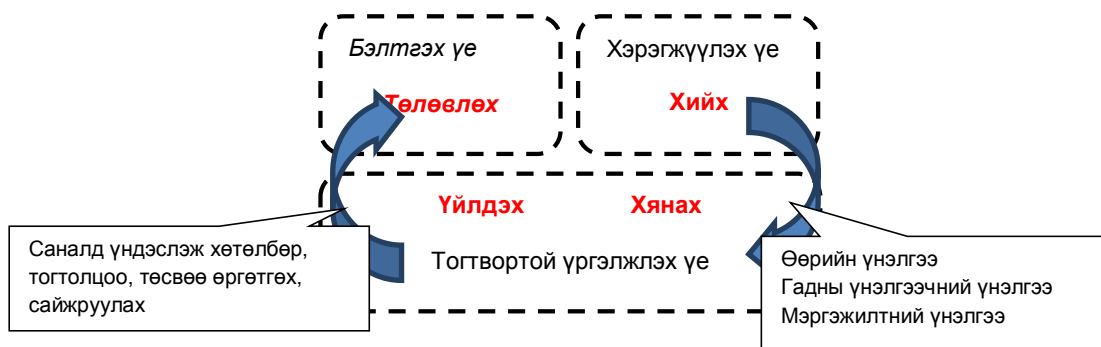 Бэлтгэх үе
Хэрэгжүүлэх үе
Төлөвлөх
Хийх
Үйлдэх
Хянах
Тогтвортой үргэлжлэх үе
Саналд үндэслэж хөтөлбөр,
тогтолцоо, төсвөө өргөтгөх,
сайжруулах
Өөрийн үнэлгээ
Гадны үнэлгээчний үнэлгээ
Мэргэжилтний үнэлгээ